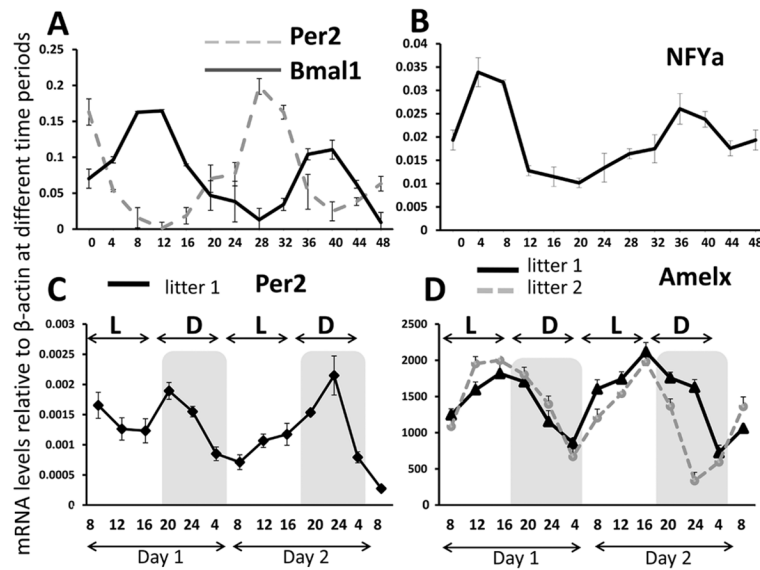 mRNA levels relative to β-actin at different time periods
A
Per2
Bmal1
0.25
0.2
0.15
0.1
0.05
0
0 4 8 12 16 20 24 28 32 36 40 44 48
B
NFYa
0.04
0.035
0.03
0.025
0.02
0.015
0.01
0.005
0
0 4 8 12 16 20 24 28 32 36 40 44 48
C
litter 1
Per2
L D L D
0.003
0.0025
0.002
0.0015
0.001
0.0005
0
8 12 16 20 24 4 8 12 16 20 24 4 8
Day 1 Day 2
D
litter 1
litter 2
Amelx
L D L D
2500
2000
1500
1000
500
0
8 12 16 20 24 4 8 12 16 20 24 4 8
Day 1 Day 2